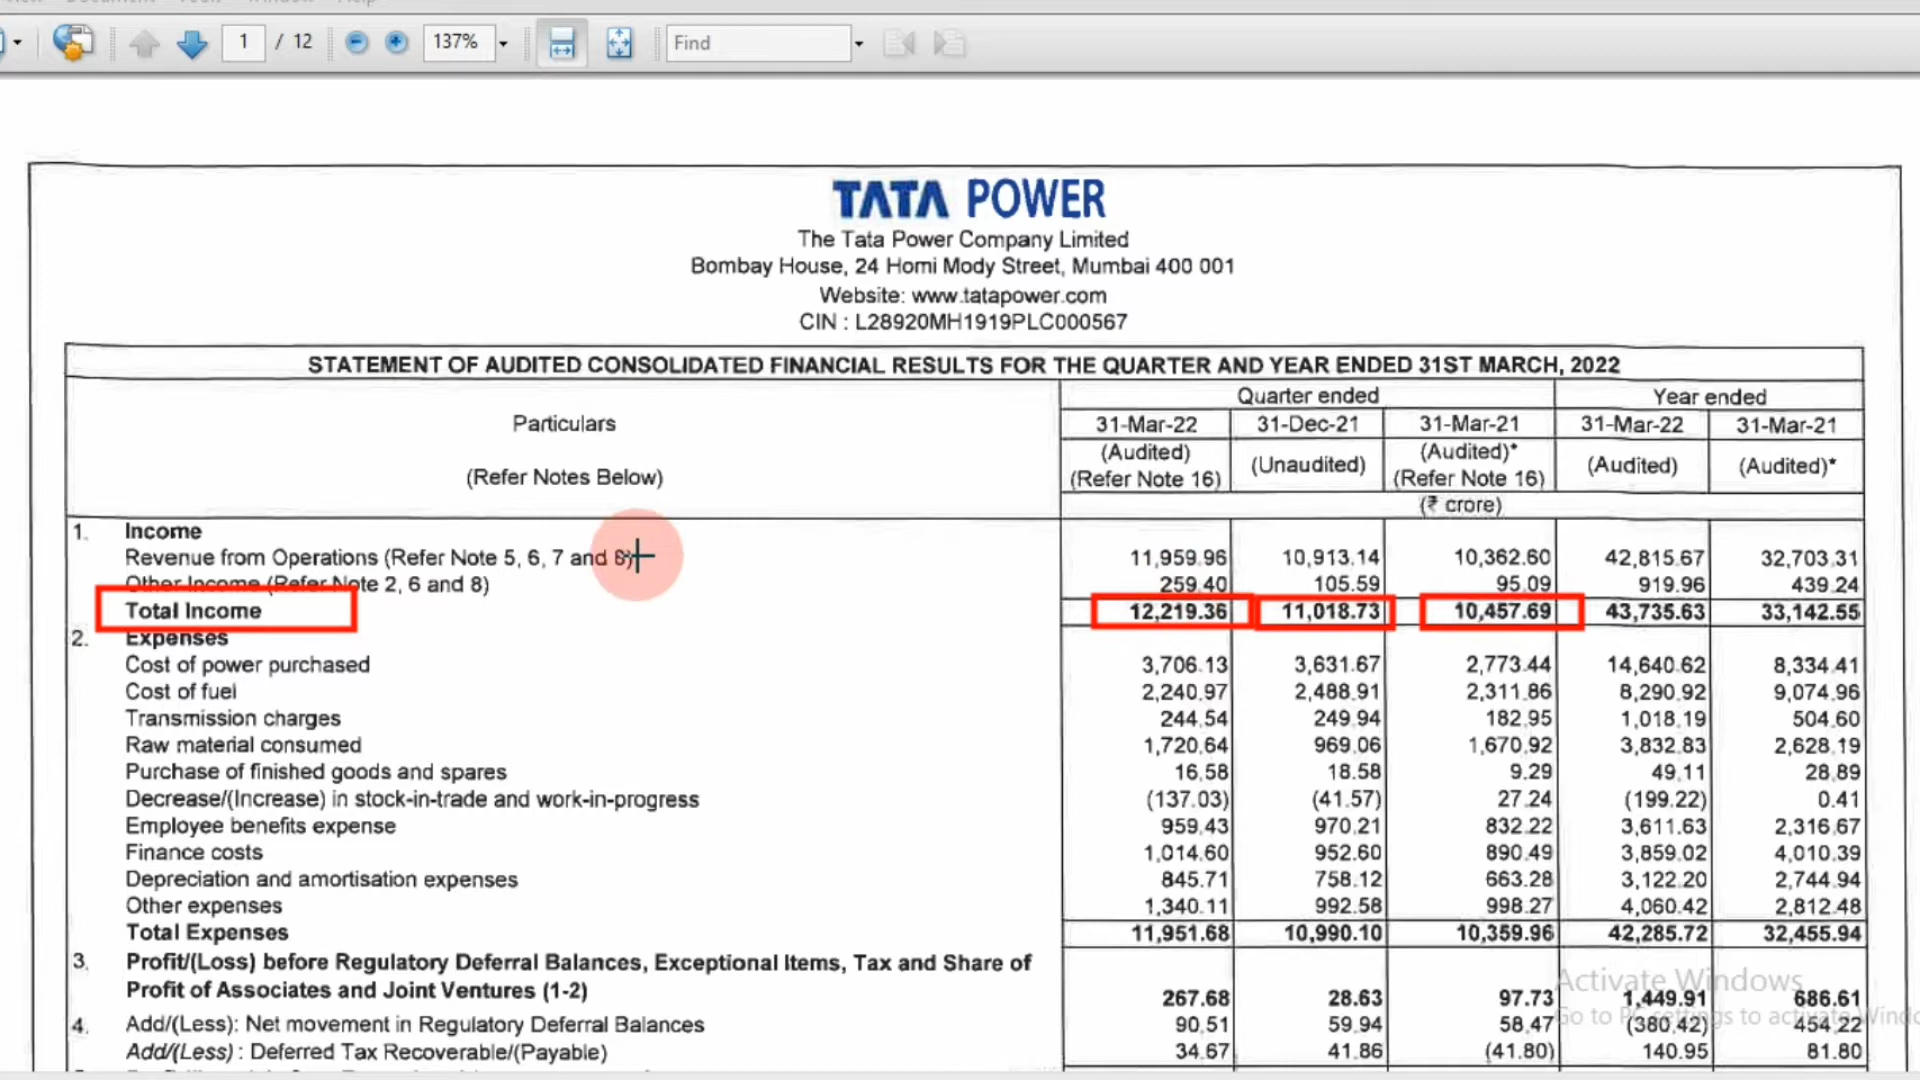 1 / 12 137% Find
TATA POWER
The Tata Power Company Limited
Bombay House, 24 Homi Mody Street, Mumbai 400 001
Website: www.tatapower.com
CIN : L28920MH1919PLC000567
STATEMENT OF AUDITED CONSOLIDATED FINANCIAL RESULTS FOR THE QUARTER AND YEAR ENDED 31ST MARCH, 2022
Quarter ended Year ended
Particulars 31-Mar-22 31-Dec-21 31-Mar-21 31-Mar-22 31-Mar-21
(Refer Notes Below) (Audited) (Refer Note 16) (Unaudited) (Audited)* (Refer Note 16) (Audited) (Audited)*
(₹ crore)
1. Income
Revenue from Operations (Refer Note 5, 6, 7 and 8) 11,959.96 10,913.14 10,362.60 42,815.67 32,703.31
Other Income (Refer Note 2, 6 and 8) 259.40 105.59 95.09 919.96 439.24
Total Income 12,219.36 11,018.73 10,457.69 43,735.63 33,142.55
2. Expenses
Cost of power purchased 3,706.13 3,631.67 2,773.44 14,640.62 8,334.41
Cost of fuel 2,240.97 2,488.91 2,311.86 8,290.92 9,074.96
Transmission charges 244.54 249.94 182.95 1,018.19 504.60
Raw material consumed 1,720.64 969.06 1,670.92 3,832.83 2,628.19
Purchase of finished goods and spares 16.58 18.58 9.29 49.11 28.89
Decrease/(Increase) in stock-in-trade and work-in-progress (137.03) (41.57) 27.24 (199.22) 0.41
Employee benefits expense 959.43 970.21 832.22 3,611.63 2,316.67
Finance costs 1,014.60 952.60 890.49 3,859.02 4,010.39
Depreciation and amortisation expenses 845.71 758.12 663.28 3,122.20 2,744.94
Other expenses 1,340.11 992.58 998.27 4,060.42 2,812.48
Total Expenses 11,951.68 10,990.10 10,359.96 42,285.72 32,455.94
3. Profit/(Loss) before Regulatory Deferral Balances, Exceptional Items, Tax and Share of
Profit of Associates and Joint Ventures (1-2) 267.68 28.63 97.73 1,449.91 686.61
4. Add/(Less): Net movement in Regulatory Deferral Balances 90.51 59.94 58.47 (380.42) 454.22
Add/(Less) : Deferred Tax Recoverable/(Payable) 34.67 41.86 (41.80) 140.95 81.80
Activate Windows
Go to PC settings to activate Windo